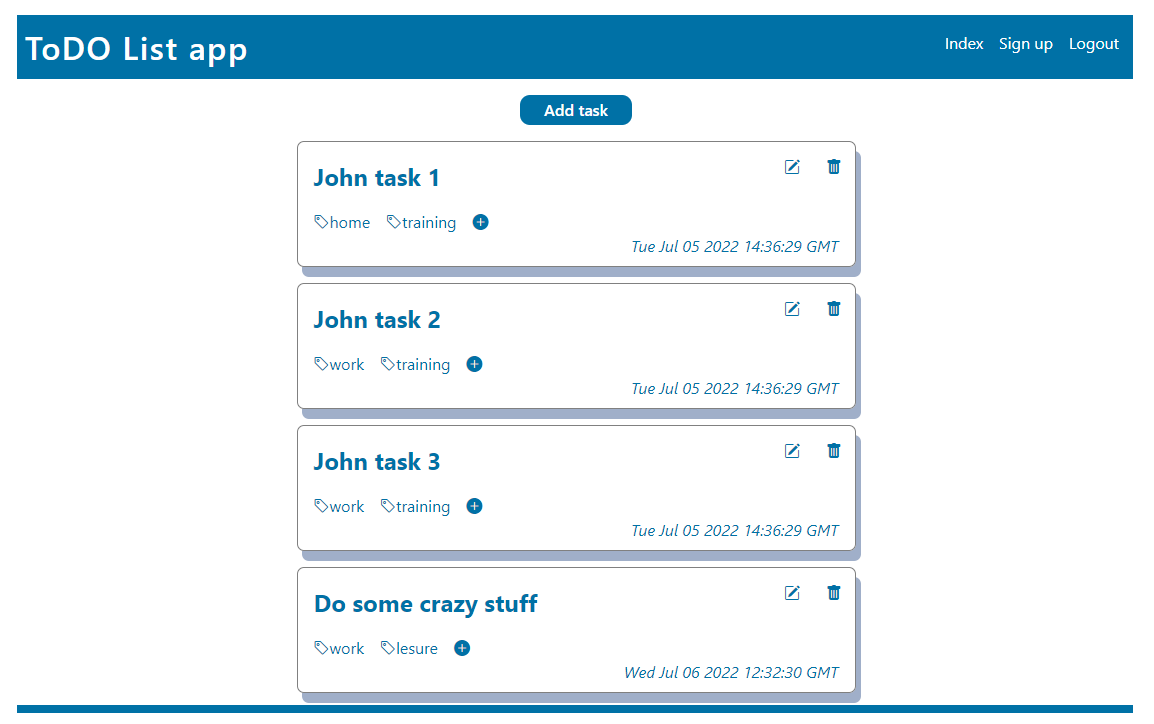 ToDO List app
Index Sign up Logout
Add task
John task 1
home training
Tue Jul 05 2022 14:36:29 GMT
John task 2
work training
Tue Jul 05 2022 14:36:29 GMT
John task 3
work training
Tue Jul 05 2022 14:36:29 GMT
Do some crazy stuff
work lesure
Wed Jul 06 2022 12:32:30 GMT